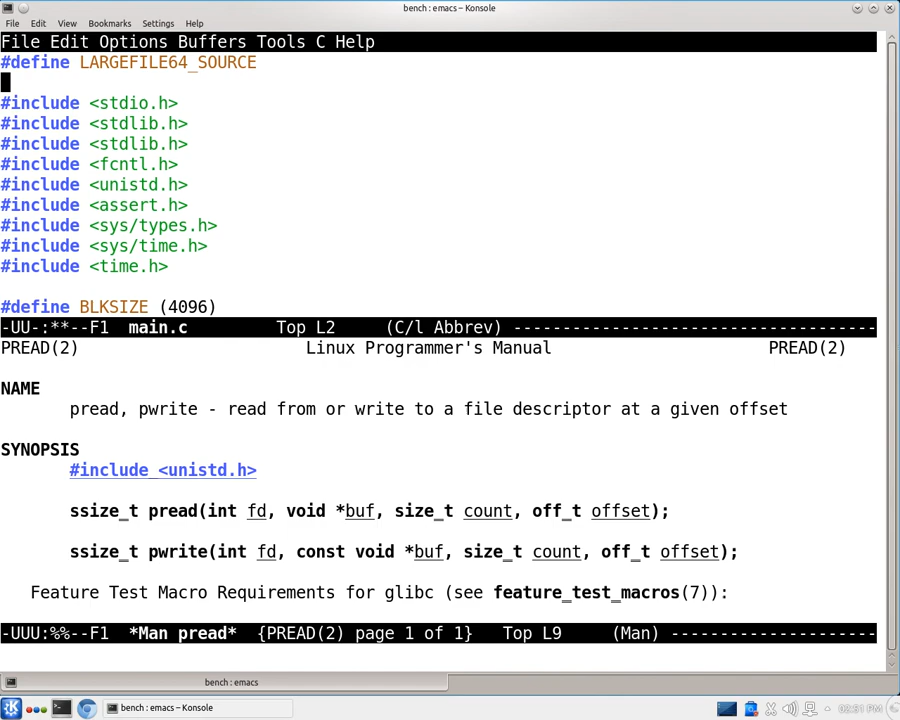 bench : emacs – Konsole
File Edit View Bookmarks Settings Help
File Edit Options Buffers Tools C Help
#define LARGEFILE64_SOURCE
#include <stdio.h>
#include <stdlib.h>
#include <stdlib.h>
#include <fcntl.h>
#include <unistd.h>
#include <assert.h>
#include <sys/types.h>
#include <sys/time.h>
#include <time.h>
#define BLKSIZE (4096)
-UU-:**--F1 main.c Top L2 (C/l Abbrev) -------------------------------------
PREAD(2) Linux Programmer's Manual PREAD(2)
NAME
pread, pwrite - read from or write to a file descriptor at a given offset
SYNOPSIS
#include <unistd.h>
ssize_t pread(int fd, void *buf, size_t count, off_t offset);
ssize_t pwrite(int fd, const void *buf, size_t count, off_t offset);
Feature Test Macro Requirements for glibc (see feature_test_macros(7)):
-UUU:%%--F1 *Man pread* {PREAD(2) page 1 of 1} Top L9 (Man) ---------------------
bench : emacs
bench : emacs – Konsole
02:51 PM